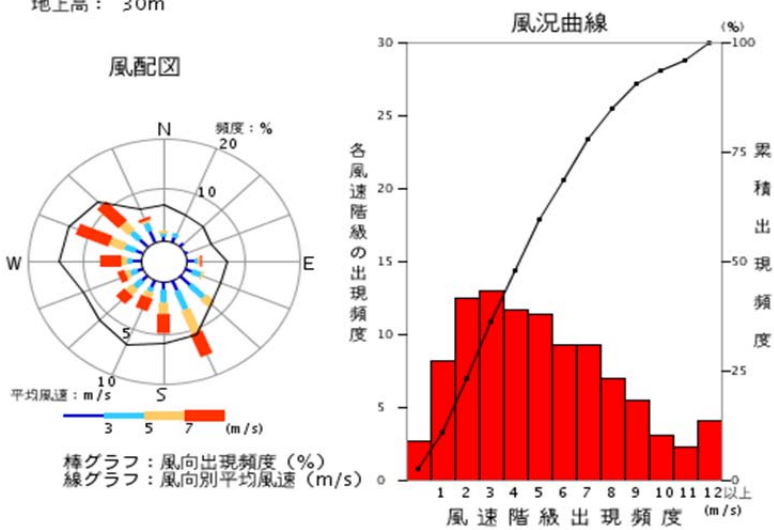 地上高： 30m
風配図
N
頻度：％
20
10
W
E
5
10
S
平均風速：m/s
3 5 7 (m/s)
棒グラフ：風向出現頻度（％）
線グラフ：風向別平均風速（m/s）
風況曲線
(%)
30
25
20
15
10
5
0
各風速階級の出現頻度
100
75
50
25
0
累積出現頻度
1 2 3 4 5 6 7 8 9 10 11 12以上
(m/s)
風速階級出現頻度